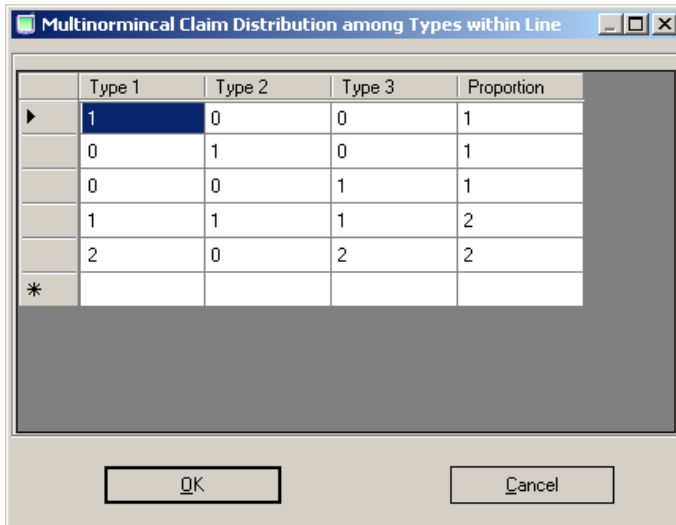 Multinormincal Claim Distribution among Types within Line
Type 1 Type 2 Type 3 Proportion
1 0 0 1
0 1 0 1
0 0 1 1
1 1 1 2
2 0 2 2
OK Cancel